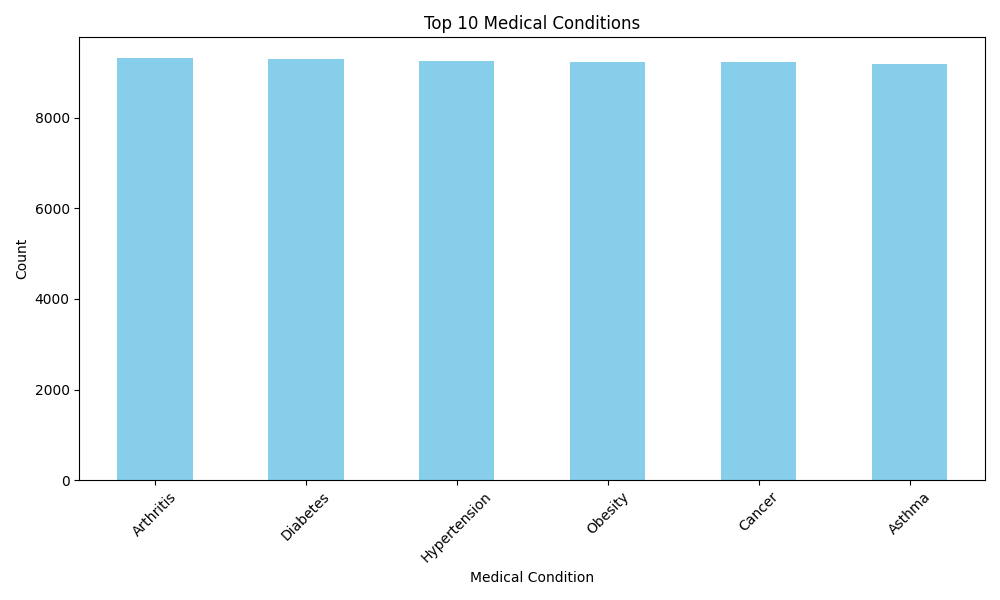 Top 10 Medical Conditions
Count
8000
6000
4000
2000
0
Arthritis
Diabetes
Hypertension
Obesity
Cancer
Asthma
Medical Condition